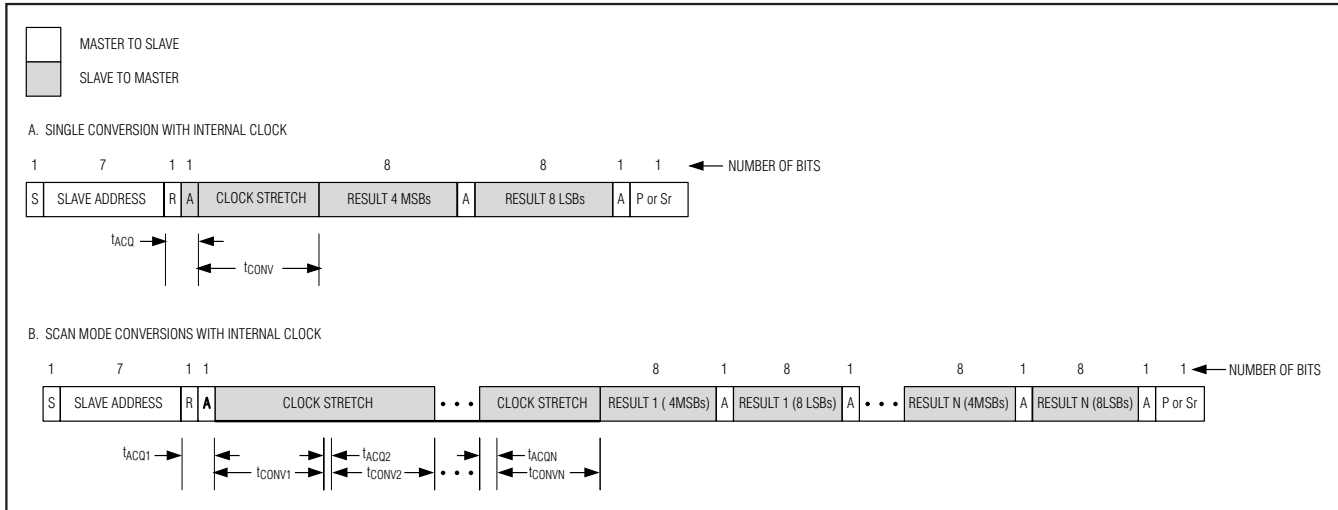 MASTER TO SLAVE
SLAVE TO MASTER
A. SINGLE CONVERSION WITH INTERNAL CLOCK
1 7 1 1 8 8 1 1 NUMBER OF BITS
S SLAVE ADDRESS R A CLOCK STRETCH RESULT 4 MSBs A RESULT 8 LSBs A P or Sr
tACQ
tCONV
B. SCAN MODE CONVERSIONS WITH INTERNAL CLOCK
1 7 1 1 8 1 8 1 8 1 8 1 1 NUMBER OF BITS
S SLAVE ADDRESS R A CLOCK STRETCH • • • CLOCK STRETCH RESULT 1 ( 4MSBs) A RESULT 1 (8 LSBs) A • • • RESULT N (4MSBs) A RESULT N (8LSBs) A P or Sr
tACQ1 tACQ2 tACQN
tCONV1 tCONV2 • • • tCONVN